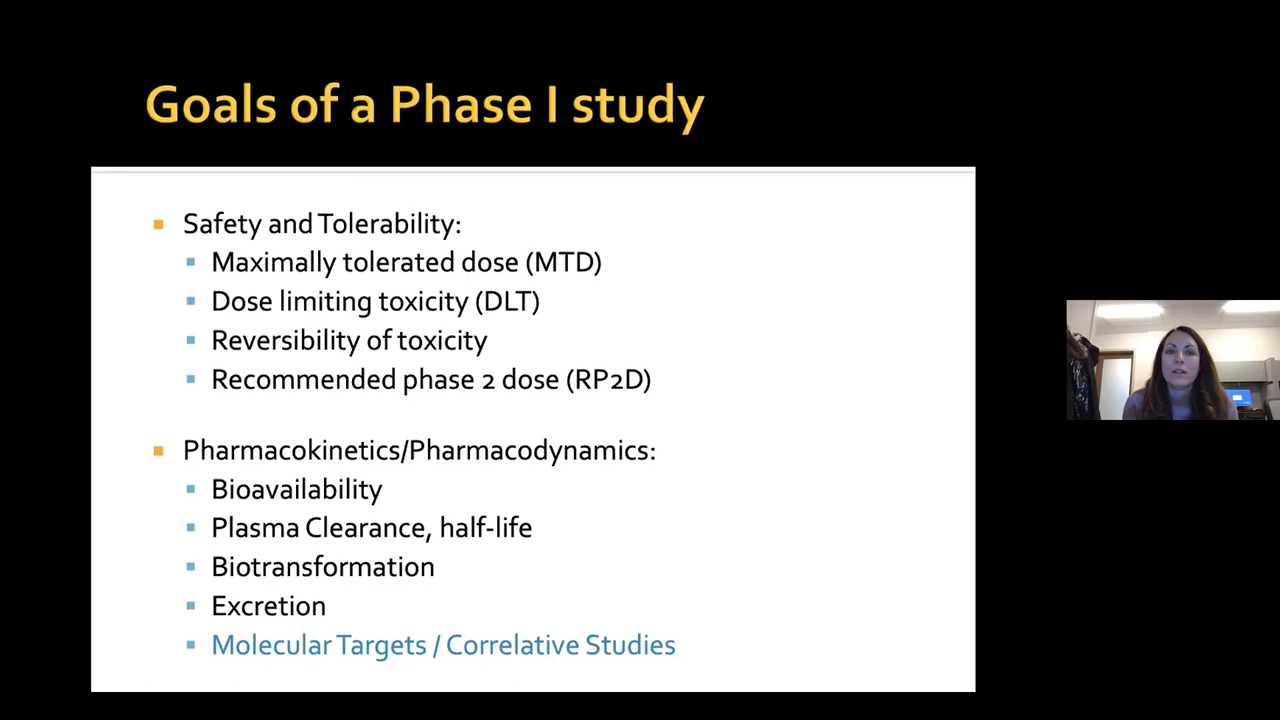 Goals of a Phase I study
Safety and Tolerability:
Maximally tolerated dose (MTD)
Dose limiting toxicity (DLT)
Reversibility of toxicity
Recommended phase 2 dose (RP2D)
Pharmacokinetics/Pharmacodynamics:
Bioavailability
Plasma Clearance, half-life
Biotransformation
Excretion
Molecular Targets / Correlative Studies